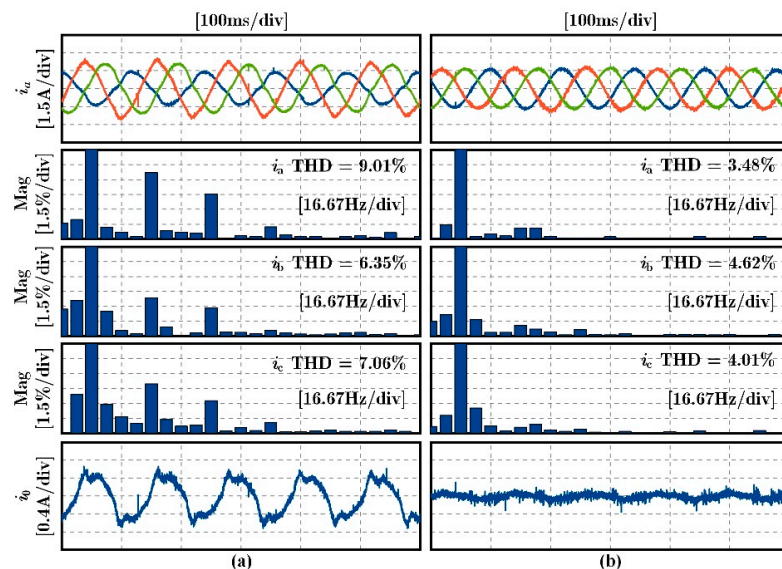 [100ms/div] [100ms/div]
i_a
[1.5A/div]
Mag
[1.5%/div]
i_a THD = 9.01%
[16.67Hz/div]
i_a THD = 3.48%
[16.67Hz/div]
Mag
[1.5%/div]
i_b THD = 6.35%
[16.67Hz/div]
i_b THD = 4.62%
[16.67Hz/div]
Mag
[1.5%/div]
i_c THD = 7.06%
[16.67Hz/div]
i_c THD = 4.01%
[16.67Hz/div]
i_0
[0.4A/div]
(a) (b)